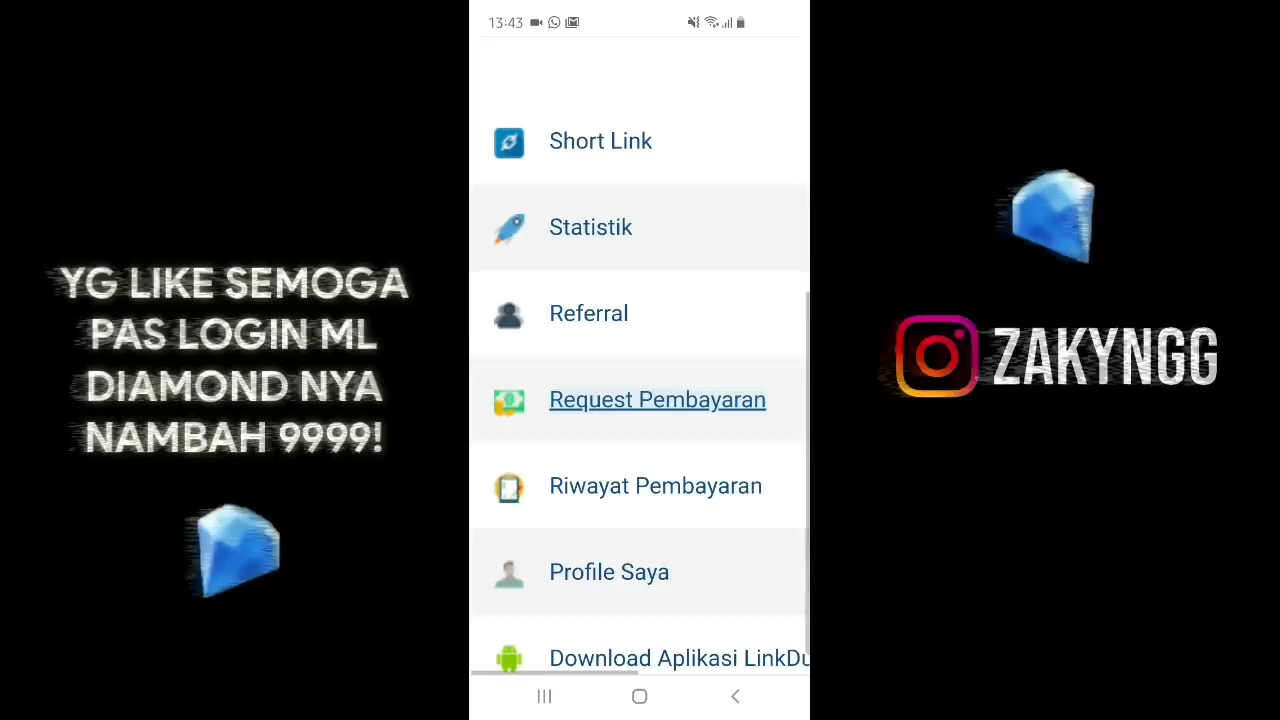 13:43
Short Link
Statistik
Referral
Request Pembayaran
Riwayat Pembayaran
Profile Saya
Download Aplikasi LinkDu
YG LIKE SEMOGA
PAS LOGIN ML
DIAMOND NYA
NAMBAH 9999!
ZAKYNGG